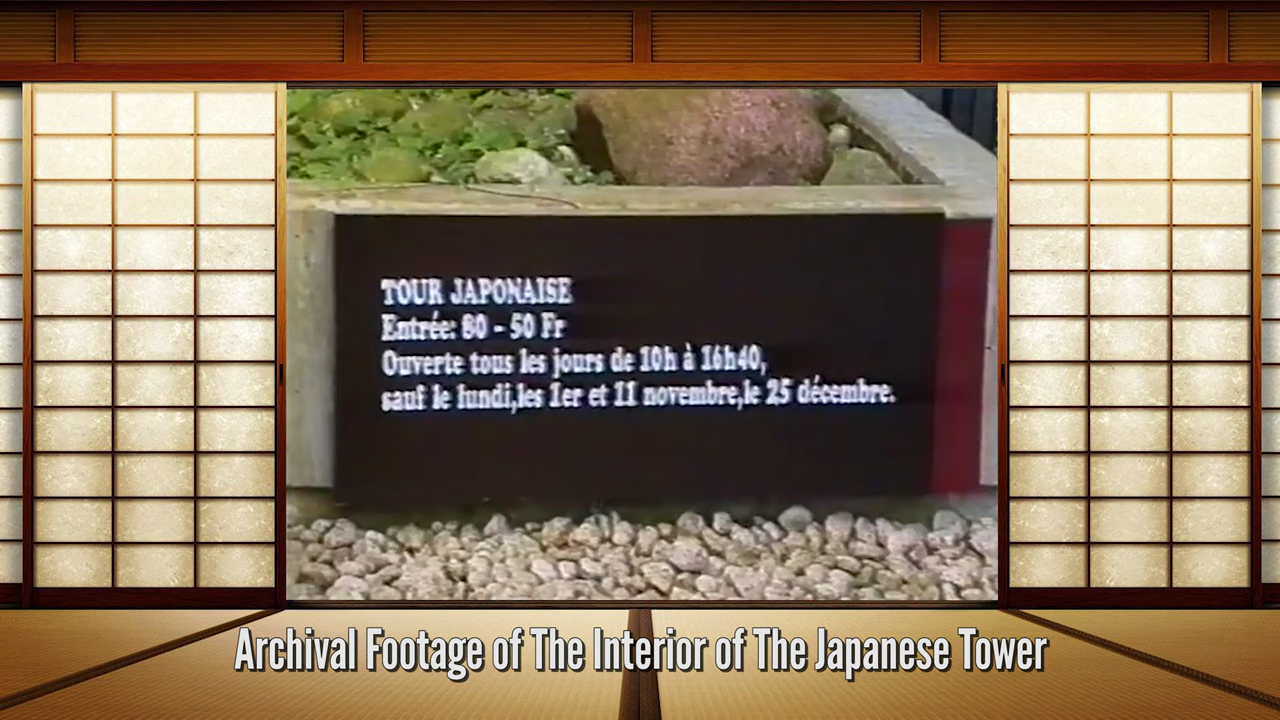 TOUR JAPONAISE
Entrée: 80 - 50 Fr
Ouverte tous les jours de 10h à 16h40,
sauf le lundi,les 1er et 11 novembre,le 25 décembre.
Archival Footage of The Interior of The Japanese Tower